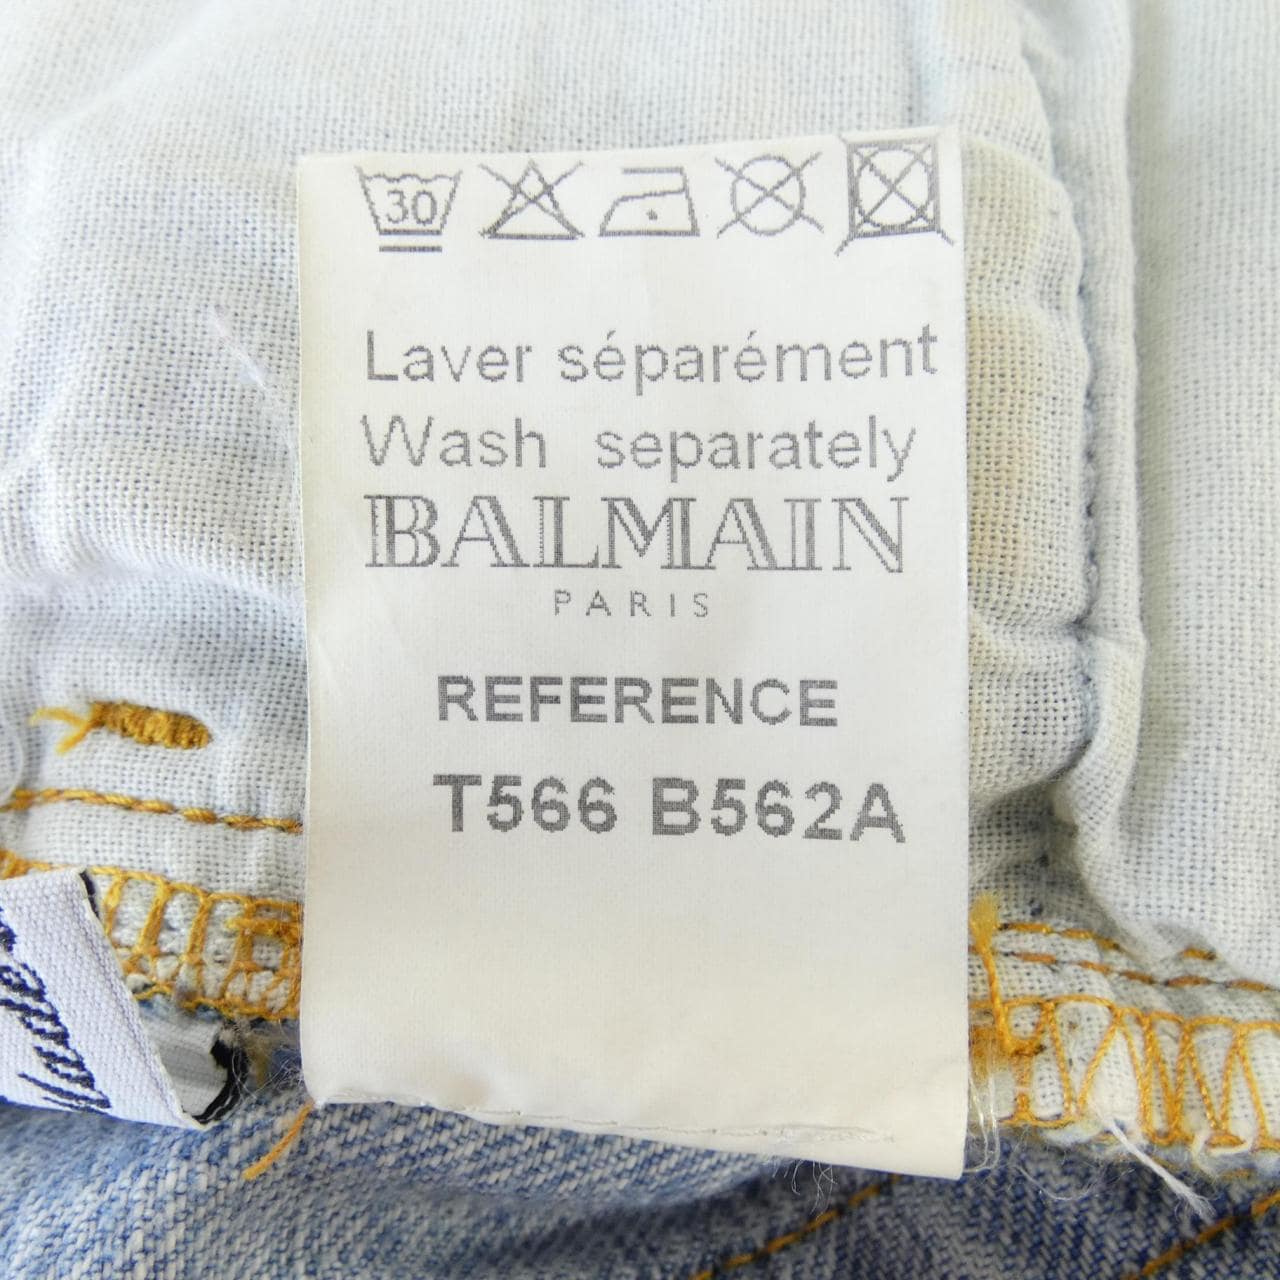 30
Laver séparément
Wash separately
BALMAIN
PARIS
REFERENCE
T566 B562A